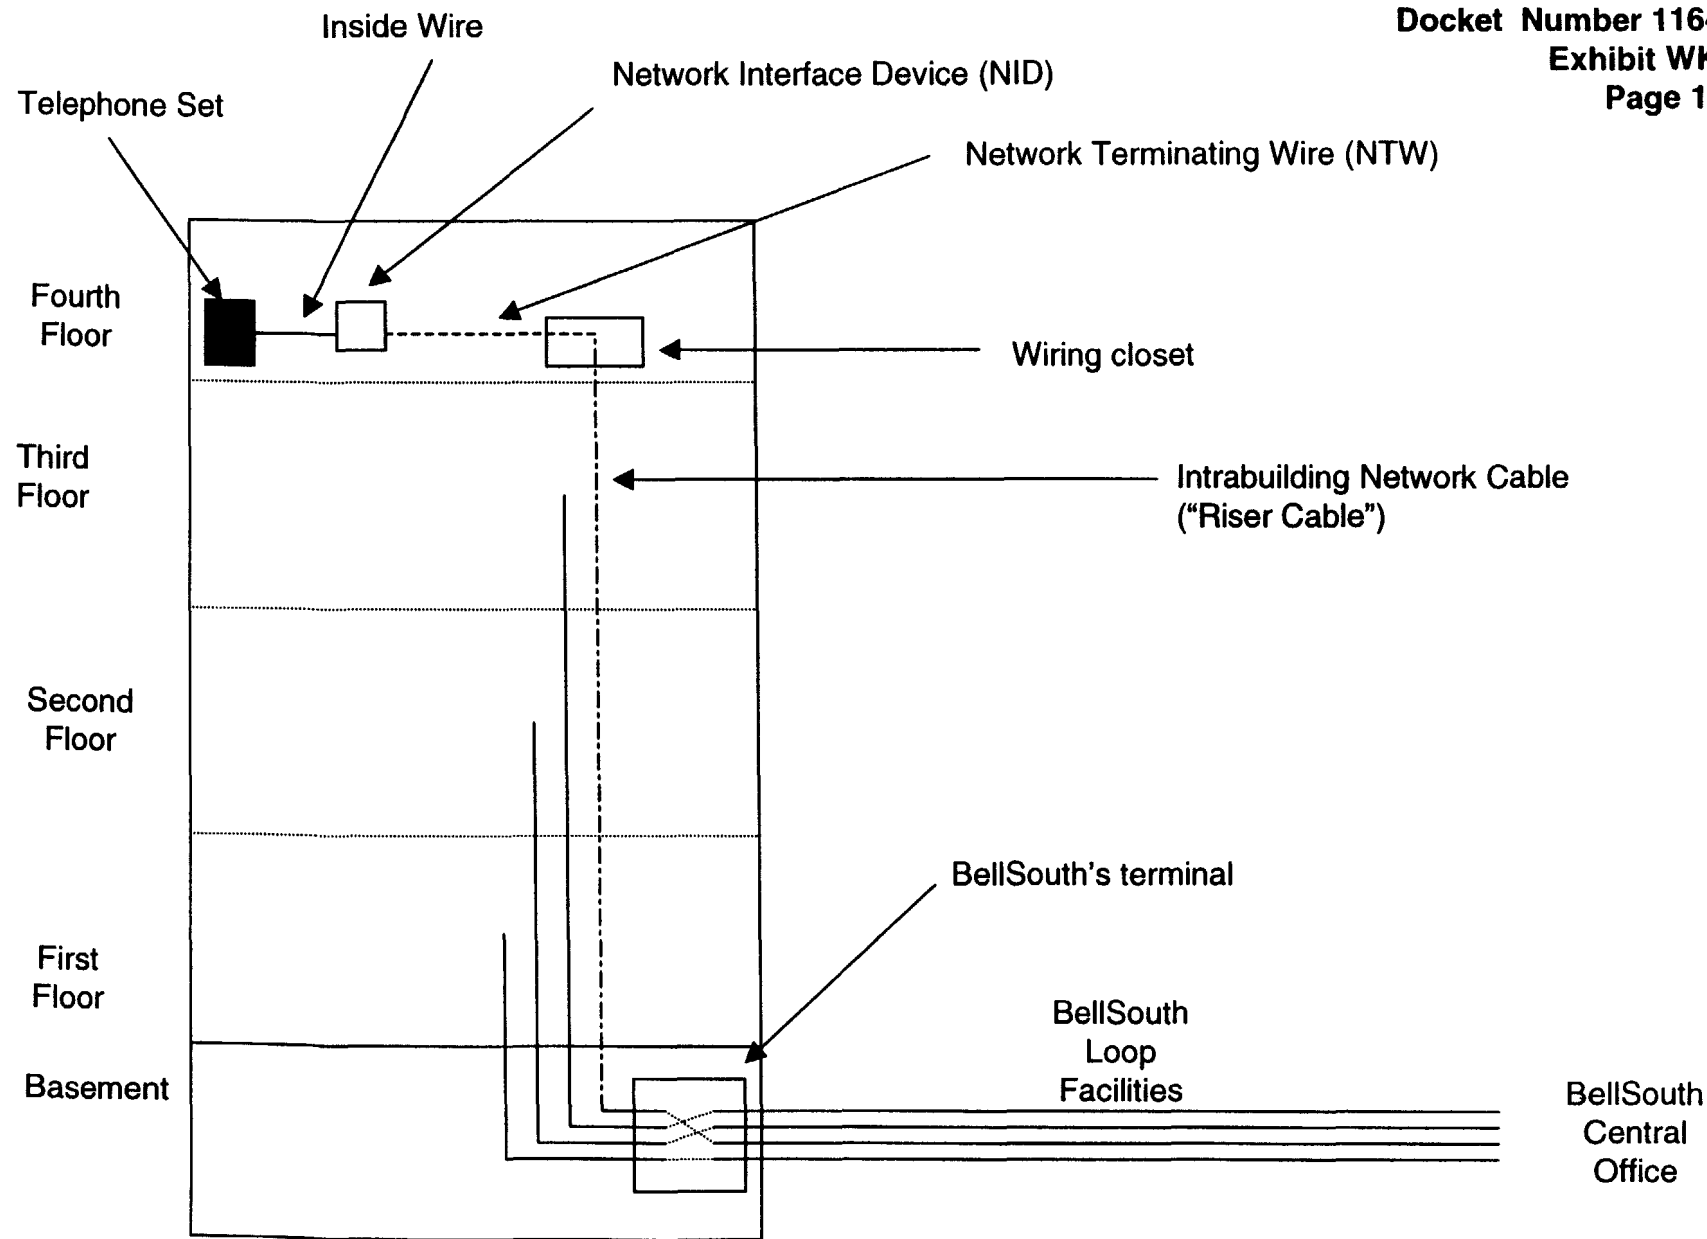 Docket Number 116
Exhibit
Page 1
Inside Wire
Network Interface Device (NID)
Telephone Set
Network Terminating Wire (NTW)
Fourth
Floor
Wiring closet
Third
Floor
Intrabuilding Network Cable
("Riser Cable")
Second
Floor
BellSouth's terminal
First
Floor
BellSouth
Loop
Facilities
Basement
BellSouth
Central
Office